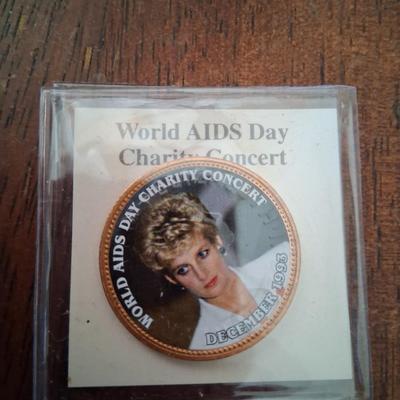 World AIDS Day
Charity Concert
WORLD AIDS DAY CHARITY CONCERT
DECEMBER 1993